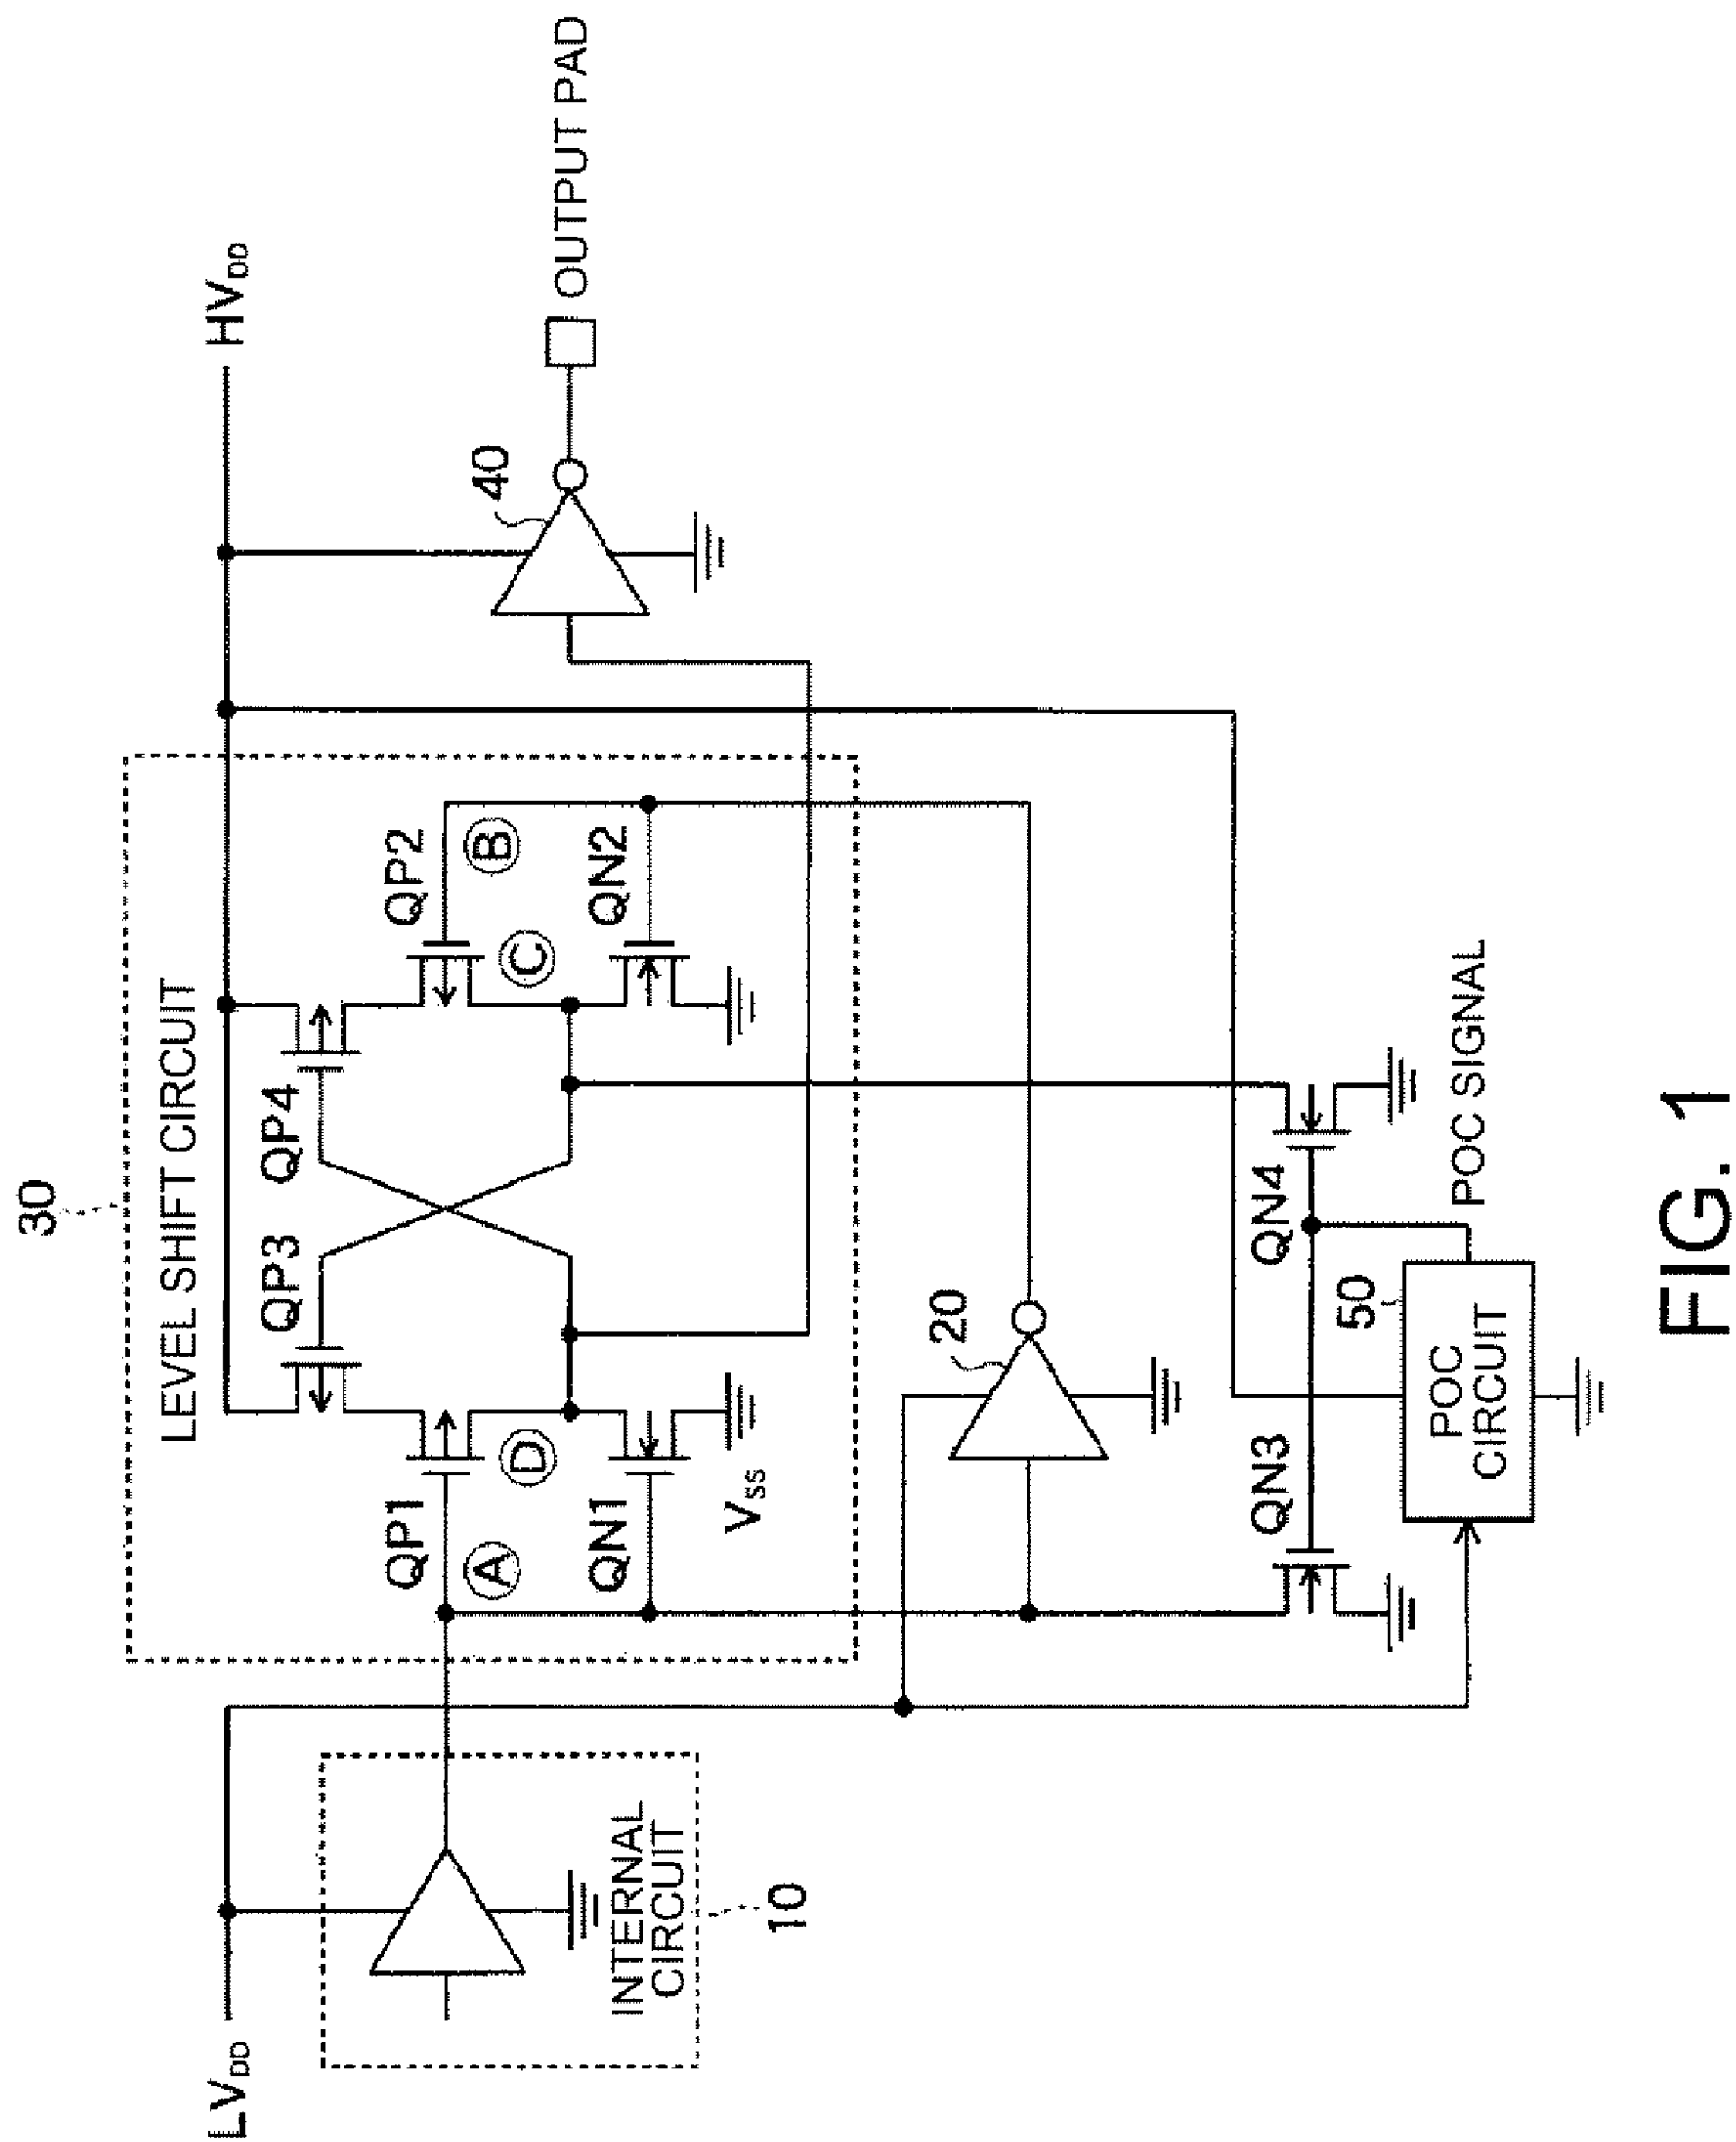 30
LEVEL SHIFT CIRCUIT
LV_DD
HV_DD
QP3
QP4
QP1
QP2
A
B
D
C
QN1
QN2
V_SS
40
OUTPUT PAD
INTERNAL
CIRCUIT
10
20
QN3
QN4
50
POC
CIRCUIT
POC SIGNAL
FIG. 1